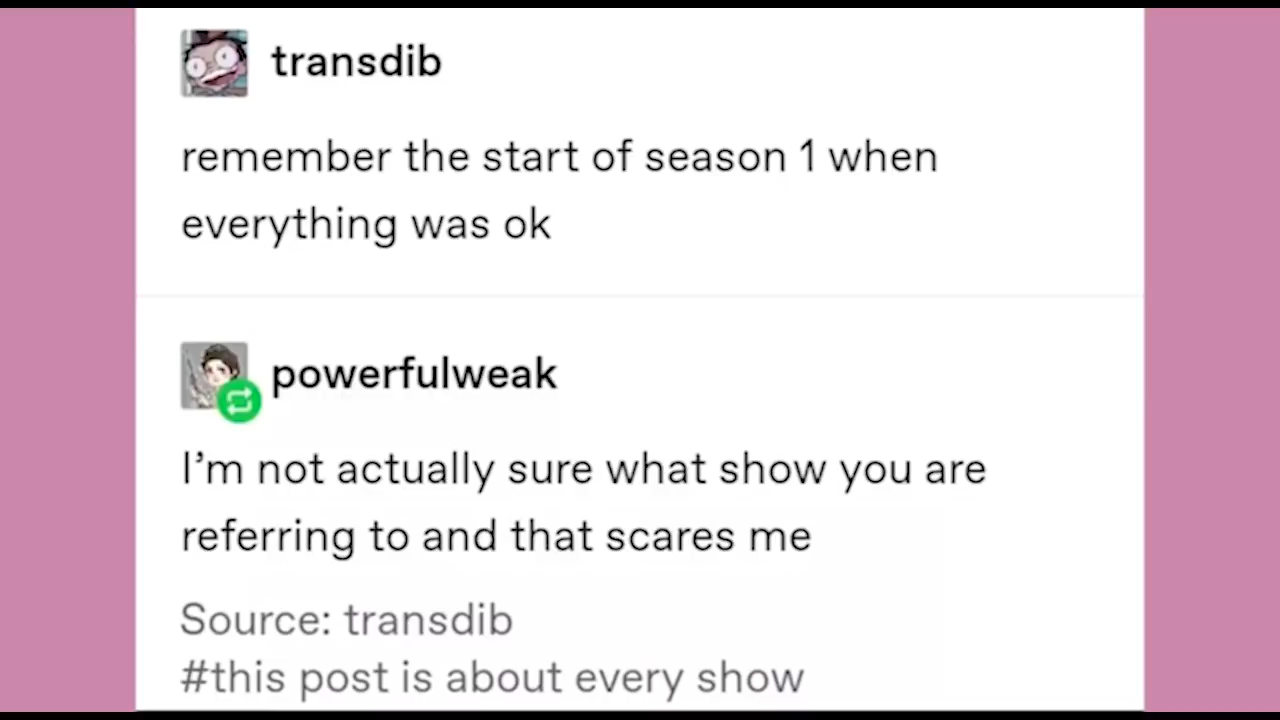 transdib
remember the start of season 1 when
everything was ok
powerfulweak
I'm not actually sure what show you are
referring to and that scares me
Source: transdib
#this post is about every show